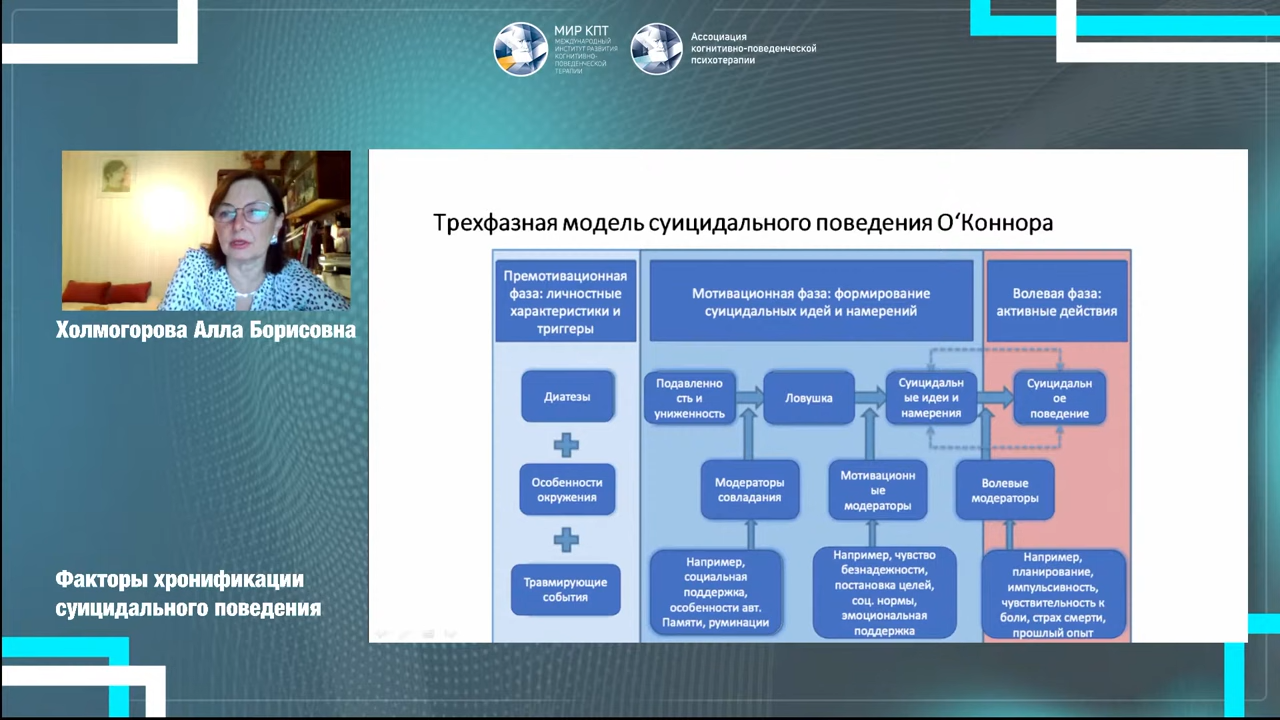 МИР КПТ
МЕЖДУНАРОДНЫЙ
ИНСТИТУТ РАЗВИТИЯ
КОГНИТИВНО-
ПОВЕДЕНЧЕСКОЙ
ТЕРАПИИ
Ассоциация
когнитивно-поведенческой
психотерапии
Холмогорова Алла Борисовна
Факторы хронификации
суицидального поведения
Трехфазная модель суицидального поведения О‘Коннора
Премотивационная
фаза: личностные
характеристики и
триггеры
Мотивационная фаза: формирование
суицидальных идей и намерений
Волевая фаза:
активные действия
Диатезы
Подавленно
сть и
униженность
Ловушка
Суицидальн
ые идеи и
намерения
Суицидальн
ое
поведение
Особенности
окружения
Модераторы
совладания
Мотивационн
ые
модераторы
Волевые
модераторы
Травмирующие
события
Например,
социальная
поддержка,
особенности авт.
Памяти, руминации
Например, чувство
безнадежности,
постановка целей,
соц. нормы,
эмоциональная
поддержка
Например,
планирование,
импульсивность,
чувствительность к
боли, страх смерти,
прошлый опыт